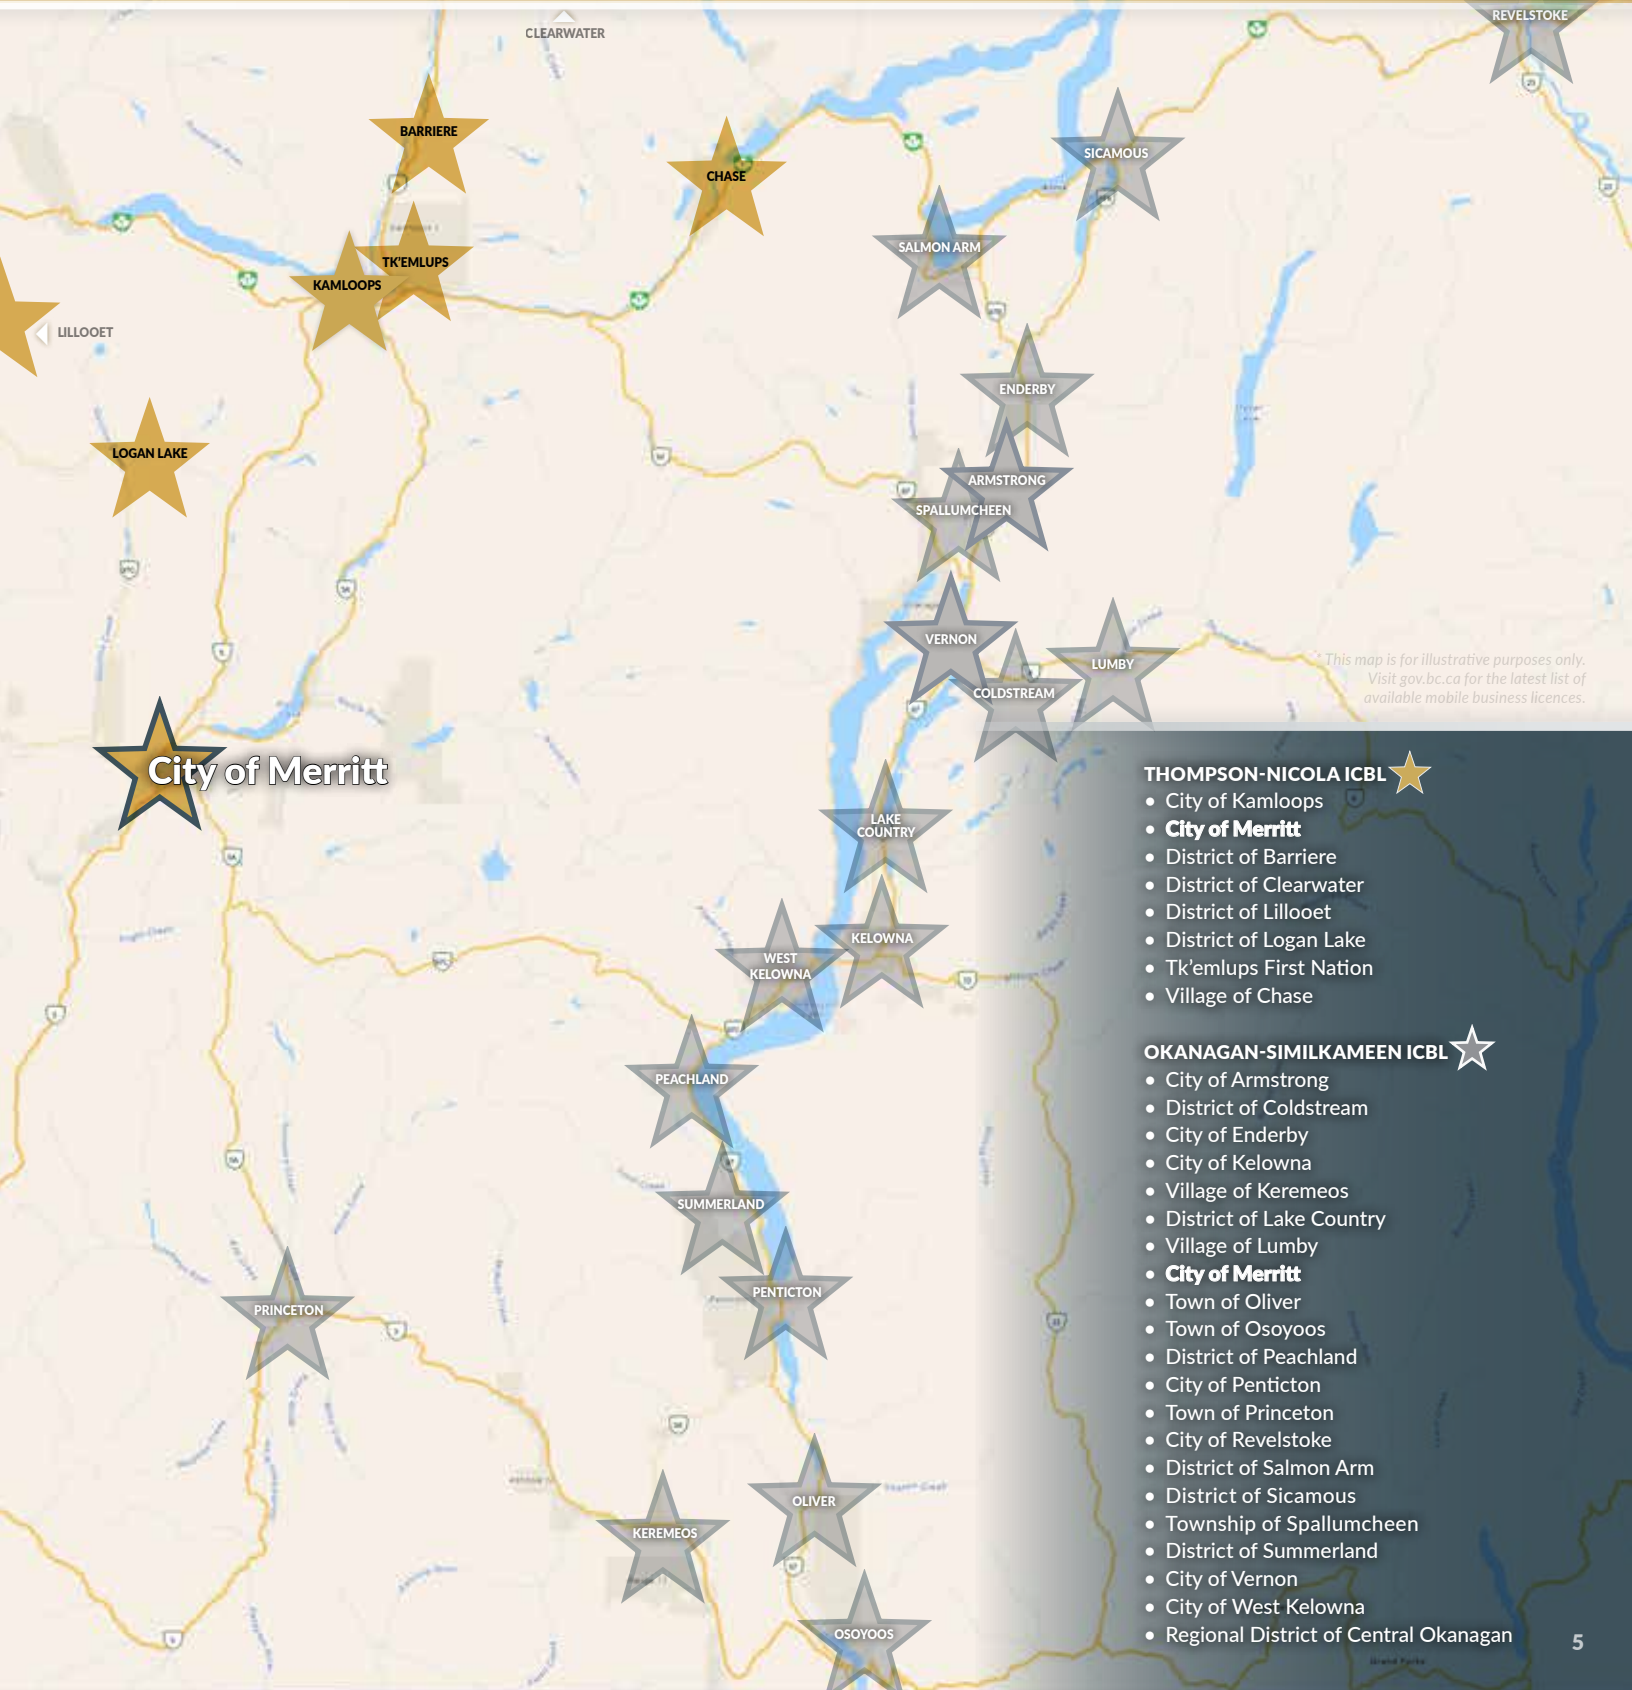 REVELSTOKE
CLEARWATER
BARRIERE
CHASE
SICAMOUS
SALMON ARM
TK'EMLUPS
KAMLOOPS
LILLOOET
ENDERBY
LOGAN LAKE
ARMSTRONG
SPALLUMCHEEN
VERNON
LUMBY
COLDSTREAM
* This map is for illustrative purposes only.
Visit gov.bc.ca for the latest list of
available mobile business licences.
City of Merritt
LAKE
COUNTRY
KELOWNA
WEST
KELOWNA
PEACHLAND
SUMMERLAND
PENTICTON
PRINCETON
OLIVER
KEREMEOS
OSOYOOS
THOMPSON-NICOLA ICBL
• City of Kamloops
• City of Merritt
• District of Barriere
• District of Clearwater
• District of Lillooet
• District of Logan Lake
• Tk’emlups First Nation
• Village of Chase
OKANAGAN-SIMILKAMEEN ICBL
• City of Armstrong
• District of Coldstream
• City of Enderby
• City of Kelowna
• Village of Keremeos
• District of Lake Country
• Village of Lumby
• City of Merritt
• Town of Oliver
• Town of Osoyoos
• District of Peachland
• City of Penticton
• Town of Princeton
• City of Revelstoke
• District of Salmon Arm
• District of Sicamous
• Township of Spallumcheen
• District of Summerland
• City of Vernon
• City of West Kelowna
• Regional District of Central Okanagan
5